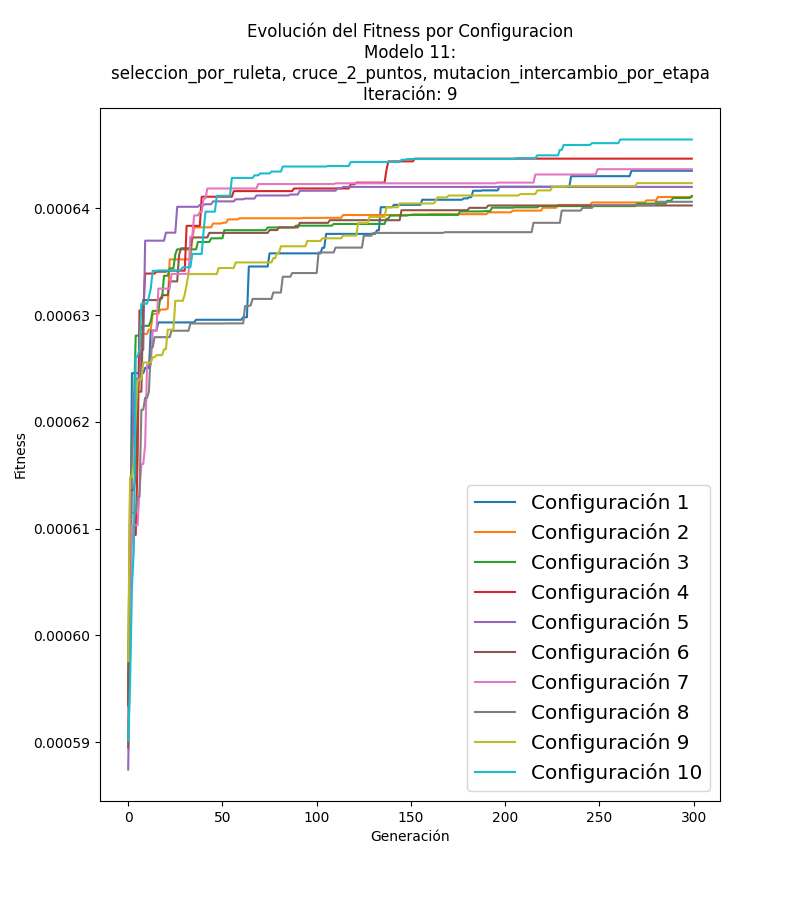 Evolución del Fitness por Configuracion
Modelo 11:
seleccion_por_ruleta, cruce_2_puntos, mutacion_intercambio_por_etapa
Iteración: 9
0.00064
0.00063
0.00062
0.00061
0.00060
0.00059
Fitness
Configuración 1
Configuración 2
Configuración 3
Configuración 4
Configuración 5
Configuración 6
Configuración 7
Configuración 8
Configuración 9
Configuración 10
0 50 100 150 200 250 300
Generación